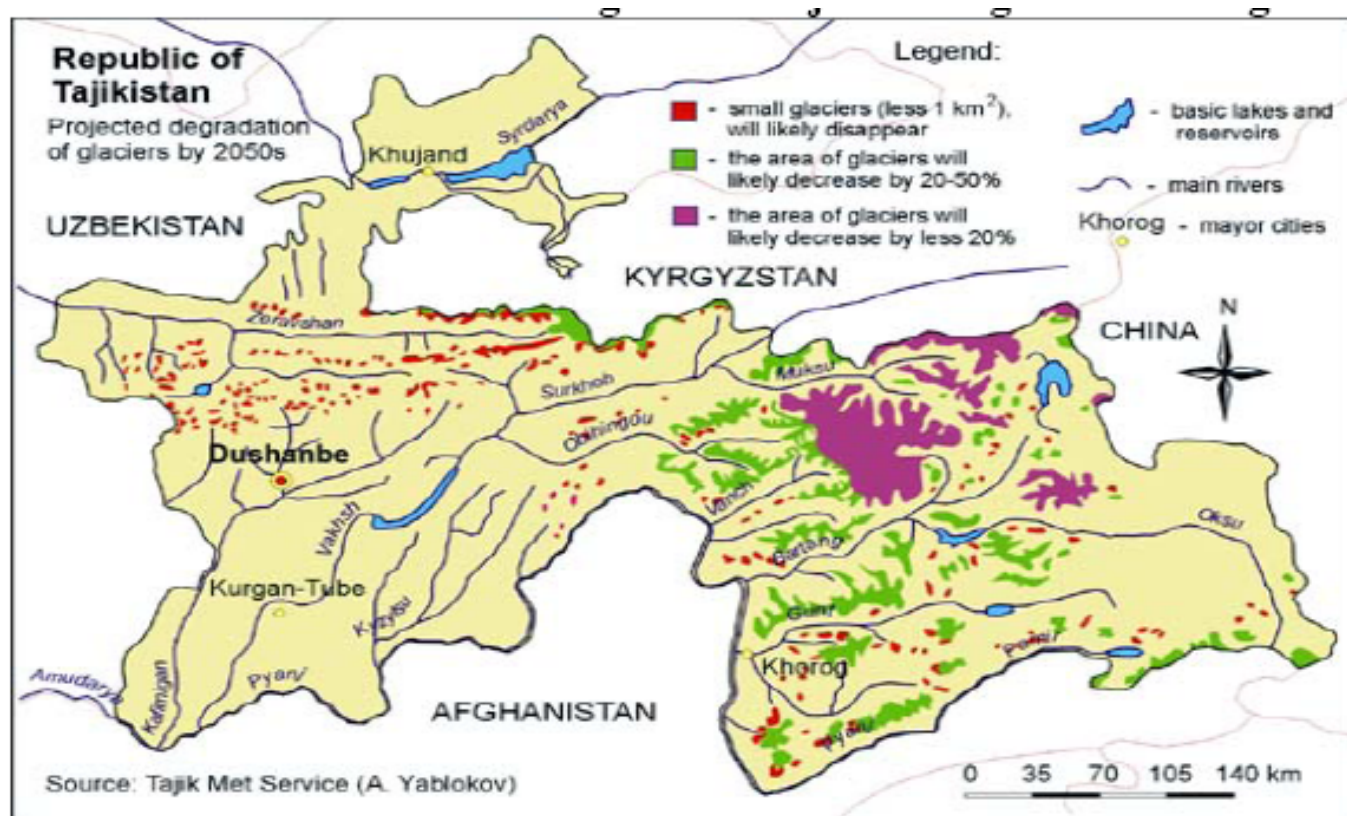 Republic of
Tajikistan
Projected degradation
of glaciers by 2050s
Legend:
- small glaciers (less 1 km²),
will likely disappear
- the area of glaciers will
likely decrease by 20-50%
- the area of glaciers will
likely decrease by less 20%
- basic lakes and
reservoirs
- main rivers
Khorog - mayor cities
Syrdarya
Khujand
UZBEKISTAN
KYRGYZSTAN
CHINA
N
Zeravshan
Surkhob
Muksu
Obihingou
Dushanbe
Vanch
Vakhsh
Bartang
Oksu
Kurgan-Tube
Kyzylsu
Gunt
Pamir
Khorog
Amudarya
Kafirnigan
Pyanj
AFGHANISTAN
Pyanj
Source: Tajik Met Service (A. Yablokov)
0 35 70 105 140 km